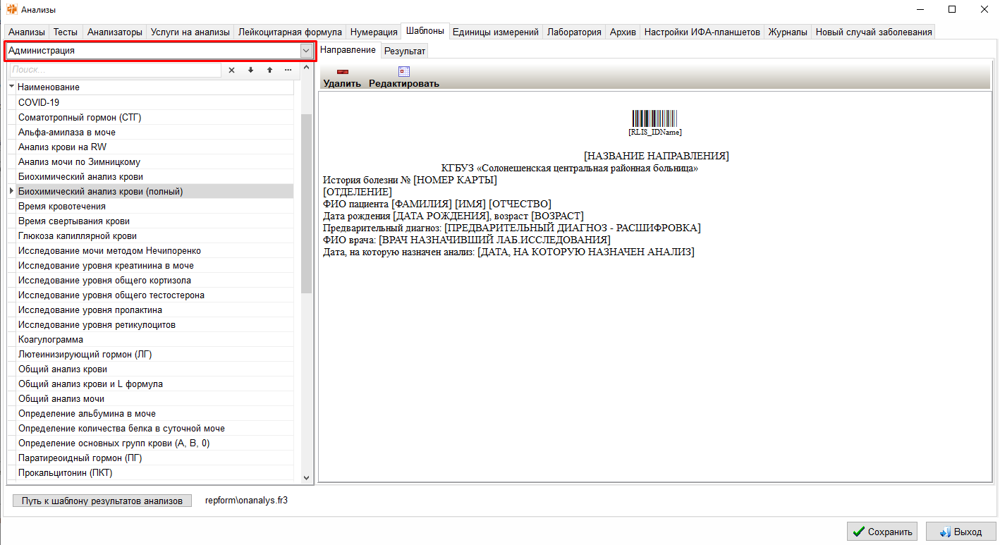 Анализы
Анализы Тесты Анализаторы Услуги на анализы Лейкоцитарная формула Нумерация Шаблоны Единицы измерений Лаборатория Архив Настройки ИФА-планшетов Журналы Новый случай заболевания
Администрация
Направление Результат
Поиск...
Удалить Редактировать
Наименование
COVID-19
Соматотропный гормон (СТГ)
Альфа-амилаза в моче
Анализ крови на RW
Анализ мочи по Зимницкому
Биохимический анализ крови
Биохимический анализ крови (полный)
Время кровотечения
Время свертывания крови
Глюкоза капиллярной крови
Исследование мочи методом Нечипоренко
Исследование уровня креатинина в моче
Исследование уровня общего кортизола
Исследование уровня общего тестостерона
Исследование уровня пролактина
Исследование уровня ретикулоцитов
Коагулограмма
Лютеинизирующий гормон (ЛГ)
Общий анализ крови
Общий анализ крови и L формула
Общий анализ мочи
Определение альбумина в моче
Определение количества белка в суточной моче
Определение основных групп крови (А, В, 0)
Паратиреоидный гормон (ПГ)
Прокальцитонин (ПКТ)
[RLIS_IDName]
[НАЗВАНИЕ НАПРАВЛЕНИЯ]
КГБУЗ «Солонешенская центральная районная больница»
История болезни № [НОМЕР КАРТЫ]
[ОТДЕЛЕНИЕ]
ФИО пациента [ФАМИЛИЯ] [ИМЯ] [ОТЧЕСТВО]
Дата рождения [ДАТА РОЖДЕНИЯ], возраст [ВОЗРАСТ]
Предварительный диагноз: [ПРЕДВАРИТЕЛЬНЫЙ ДИАГНОЗ - РАСШИФРОВКА]
ФИО врача: [ВРАЧ НАЗНАЧИВШИЙ ЛАБ.ИССЛЕДОВАНИЯ]
Дата, на которую назначен анализ: [ДАТА, НА КОТОРУЮ НАЗНАЧЕН АНАЛИЗ]
Путь к шаблону результатов анализов repform\onanalys.fr3
Сохранить Выход